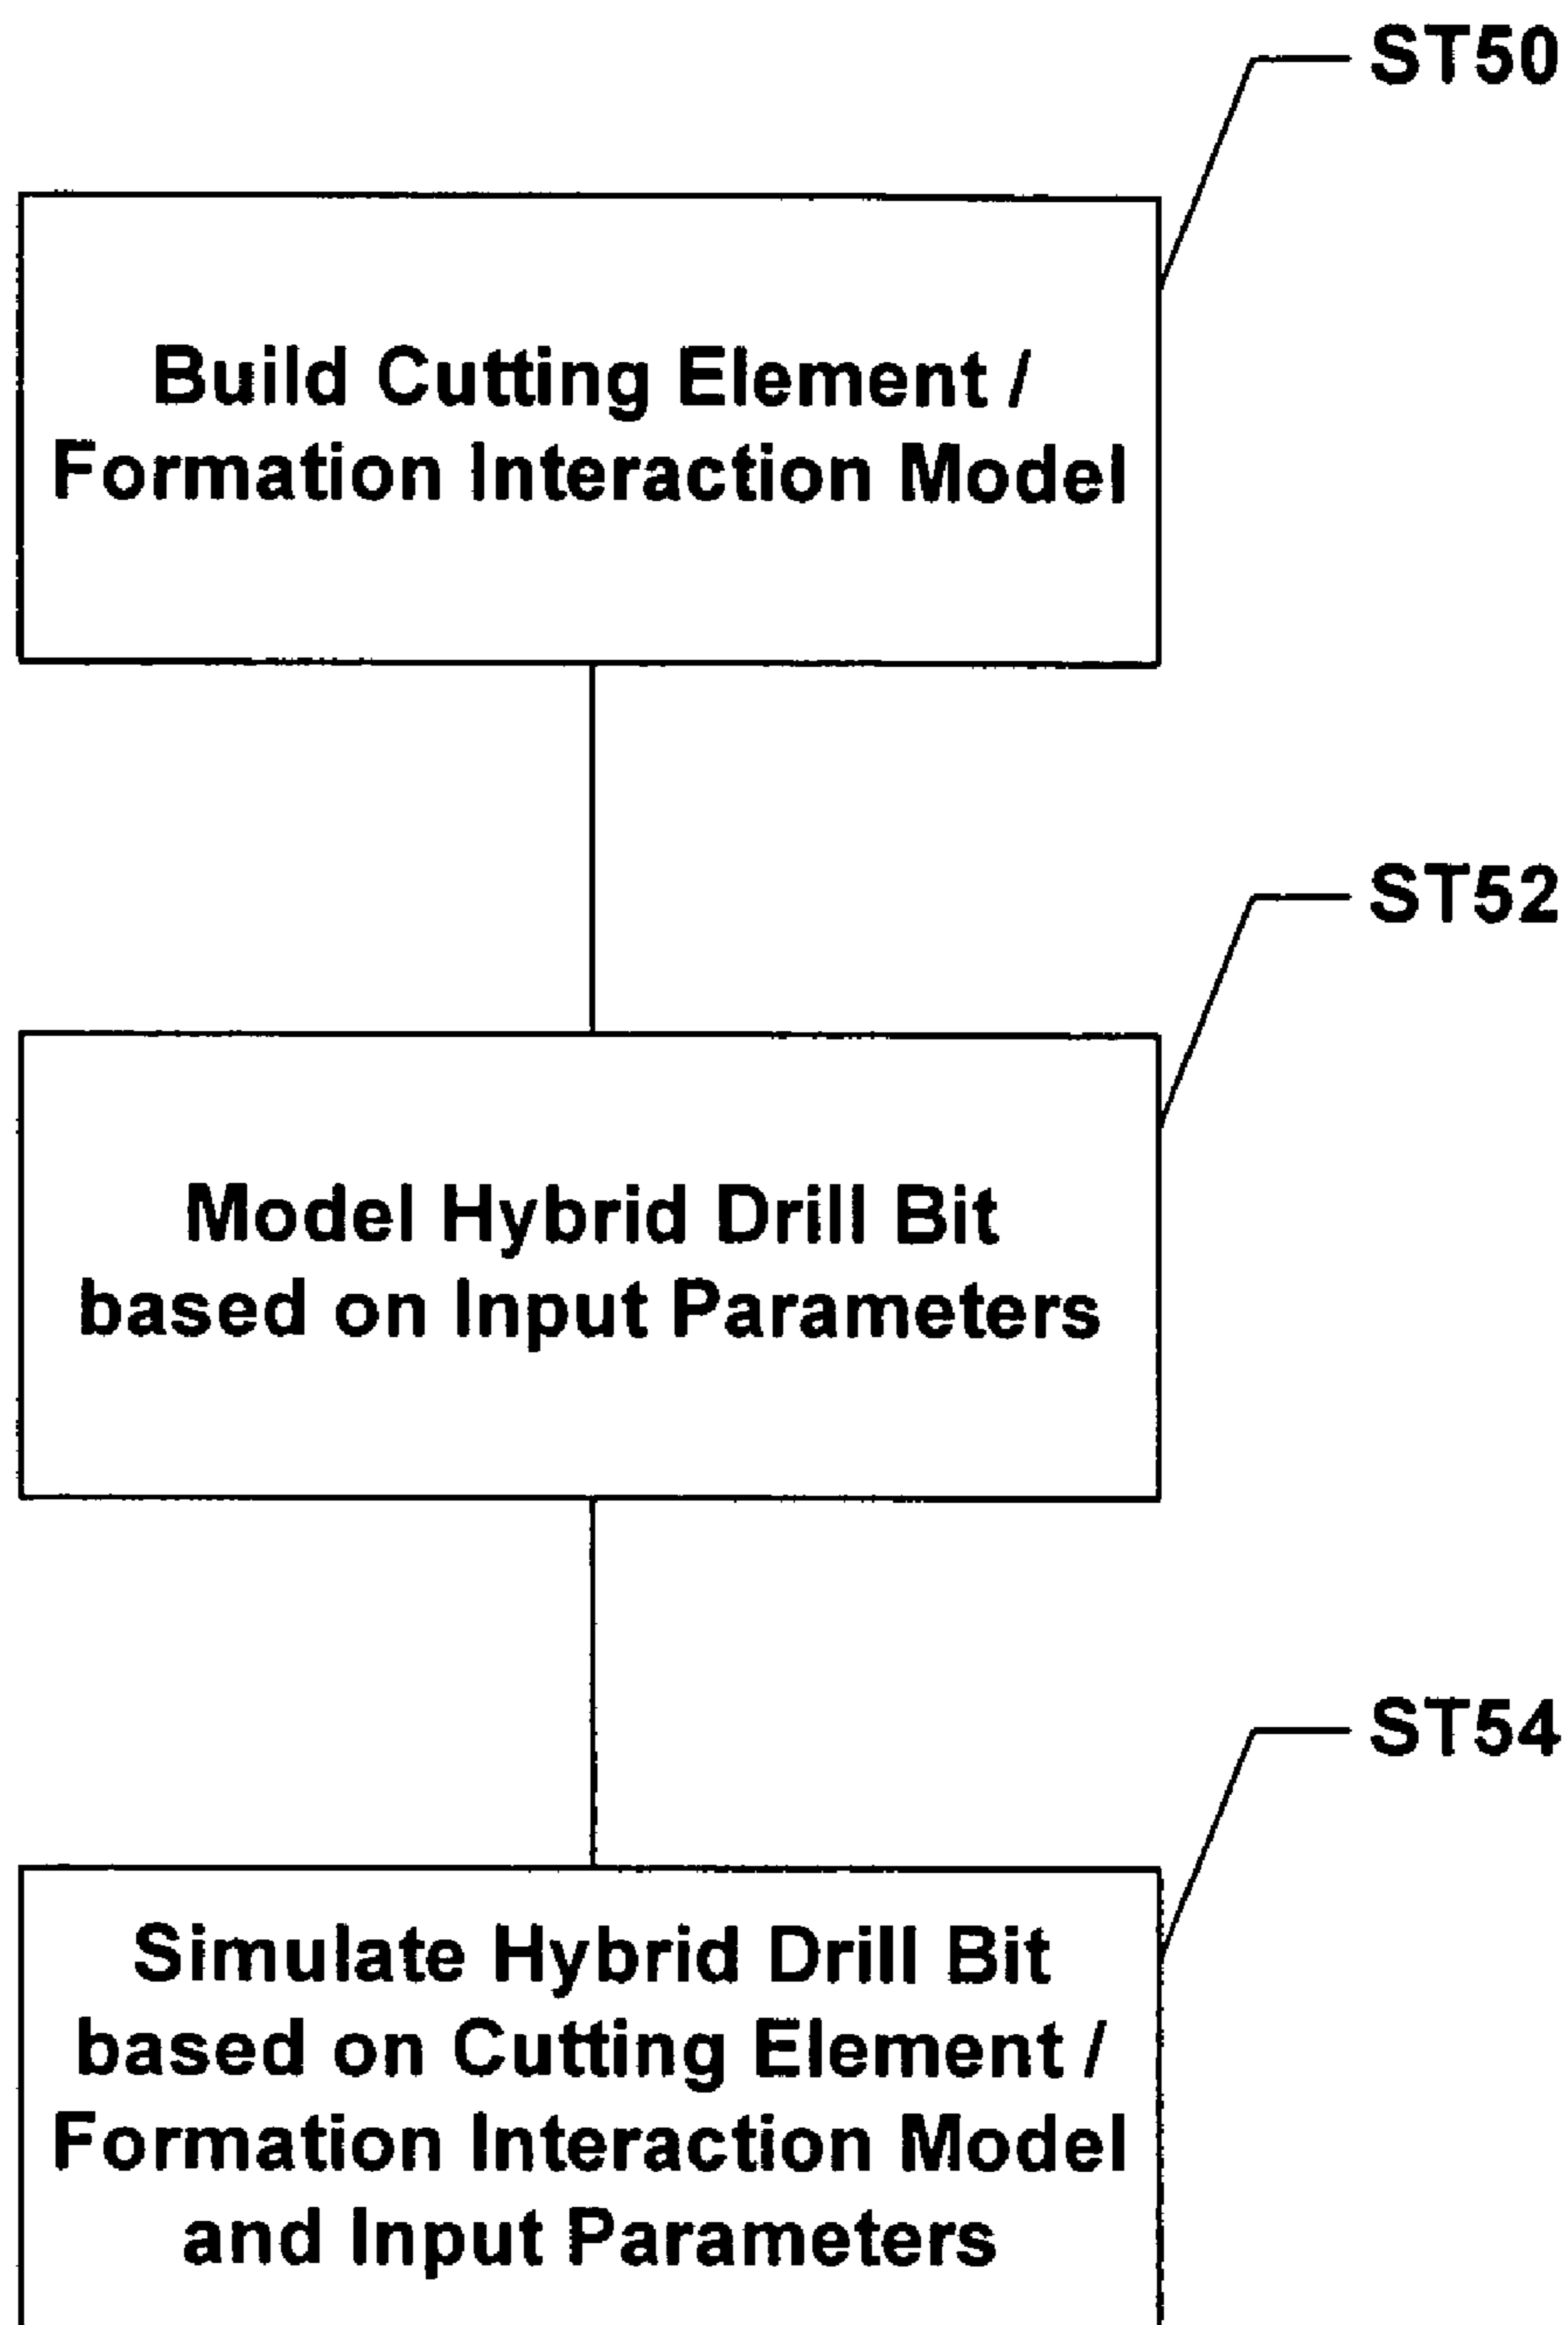 ST50
Build Cutting Element /
Formation Interaction Model
ST52
Model Hybrid Drill Bit
based on Input Parameters
ST54
Simulate Hybrid Drill Bit
based on Cutting Element /
Formation Interaction Model
and Input Parameters